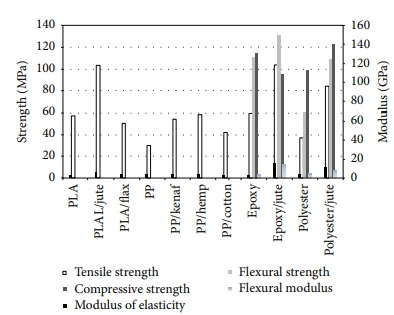 140
120
100
80
60
40
20
0
Strength (MPa)
160
140
120
100
80
60
40
20
0
Modulus (GPa)
PLA
PLAL/jute
PLA/flax
PP
PP/kenaf
PP/hemp
PP/cotton
Epoxy
Epoxy/jute
Polyester
Polyester/jute
Tensile strength
Compressive strength
Modulus of elasticity
Flexural strength
Flexural modulus